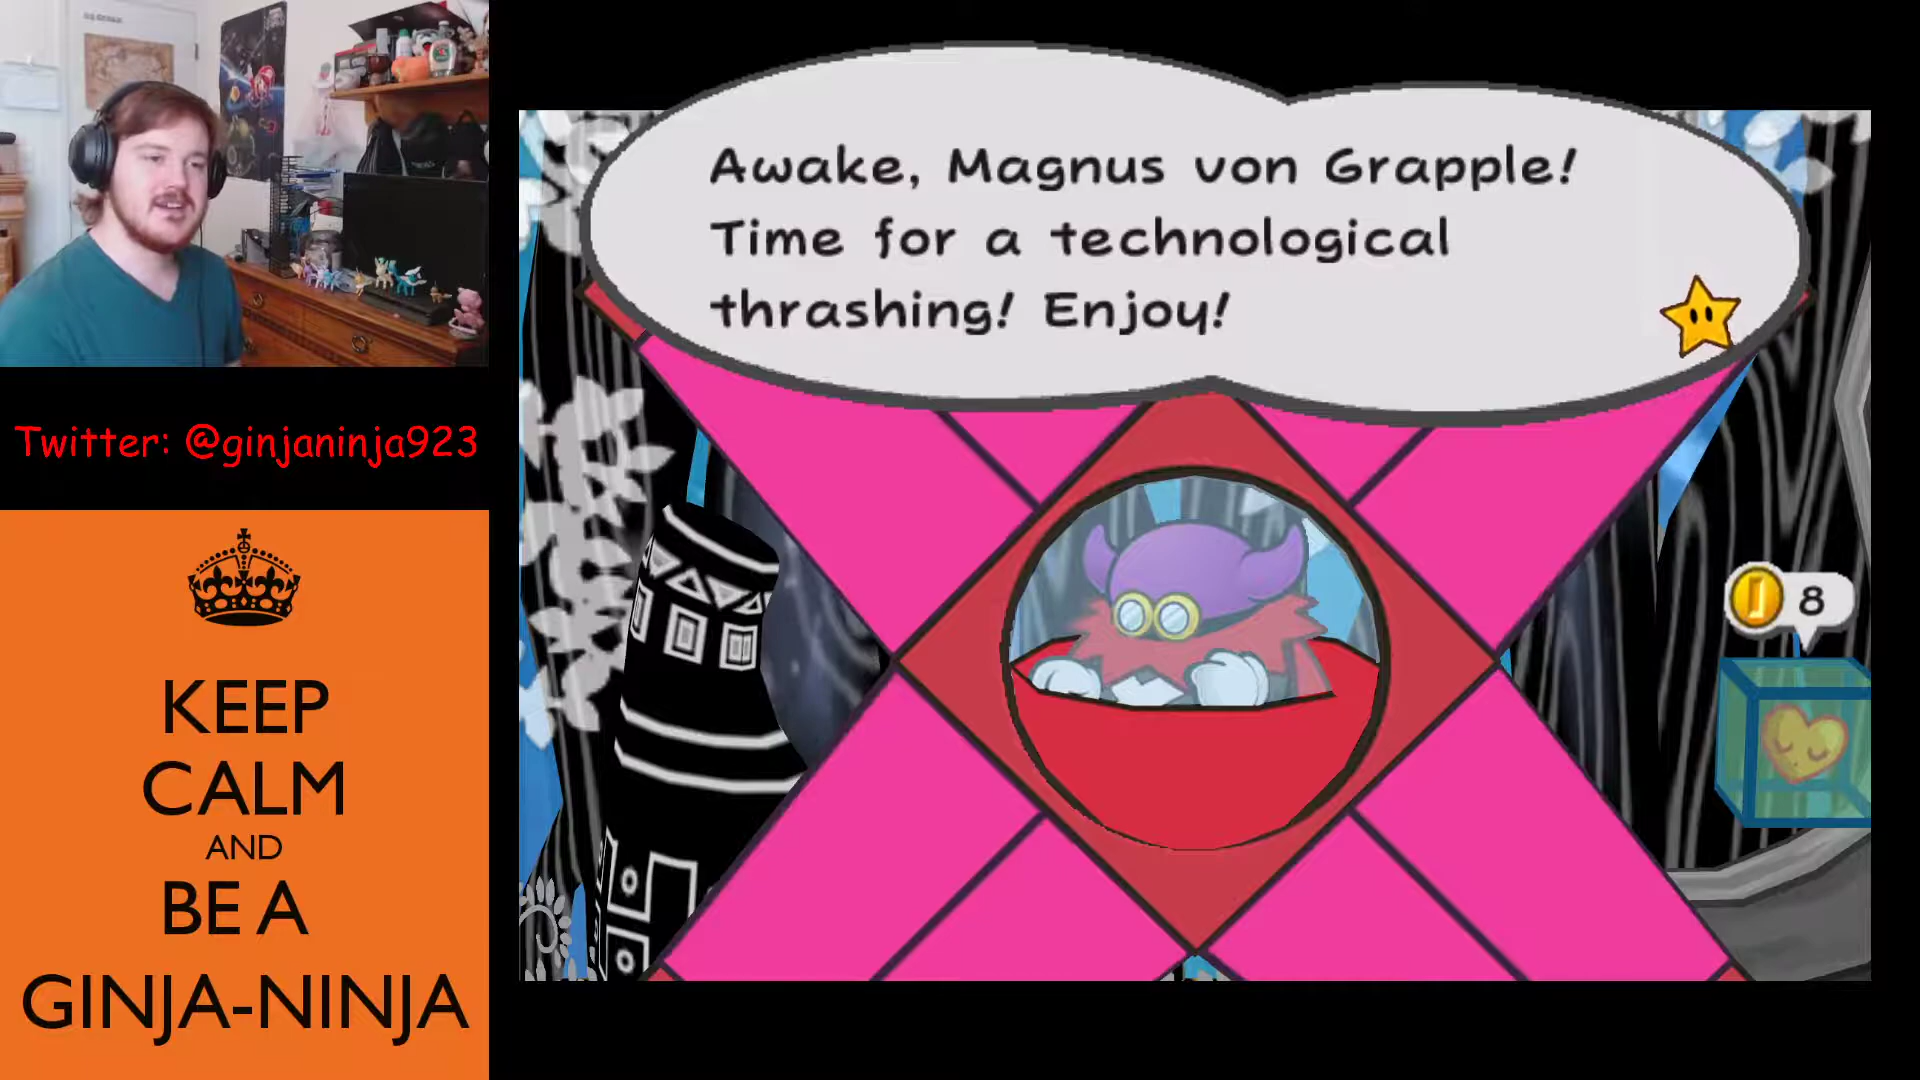 Awake, Magnus von Grapple!
Time for a technological
thrashing! Enjoy!
8
Twitter: @ginjaninja923
KEEP
CALM
AND
BE A
GINJA-NINJA